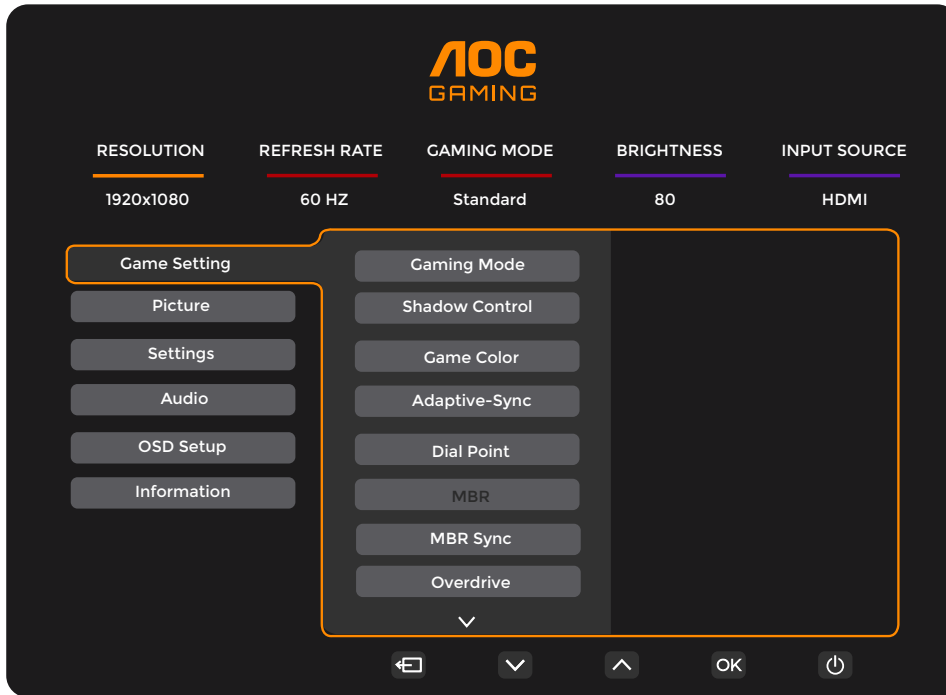 AOC
GAMING
RESOLUTION REFRESH RATE GAMING MODE BRIGHTNESS INPUT SOURCE
1920x1080 60 HZ Standard 80 HDMI
Game Setting
Picture
Settings
Audio
OSD Setup
Information
Gaming Mode
Shadow Control
Game Color
Adaptive-Sync
Dial Point
MBR
MBR Sync
Overdrive
OK